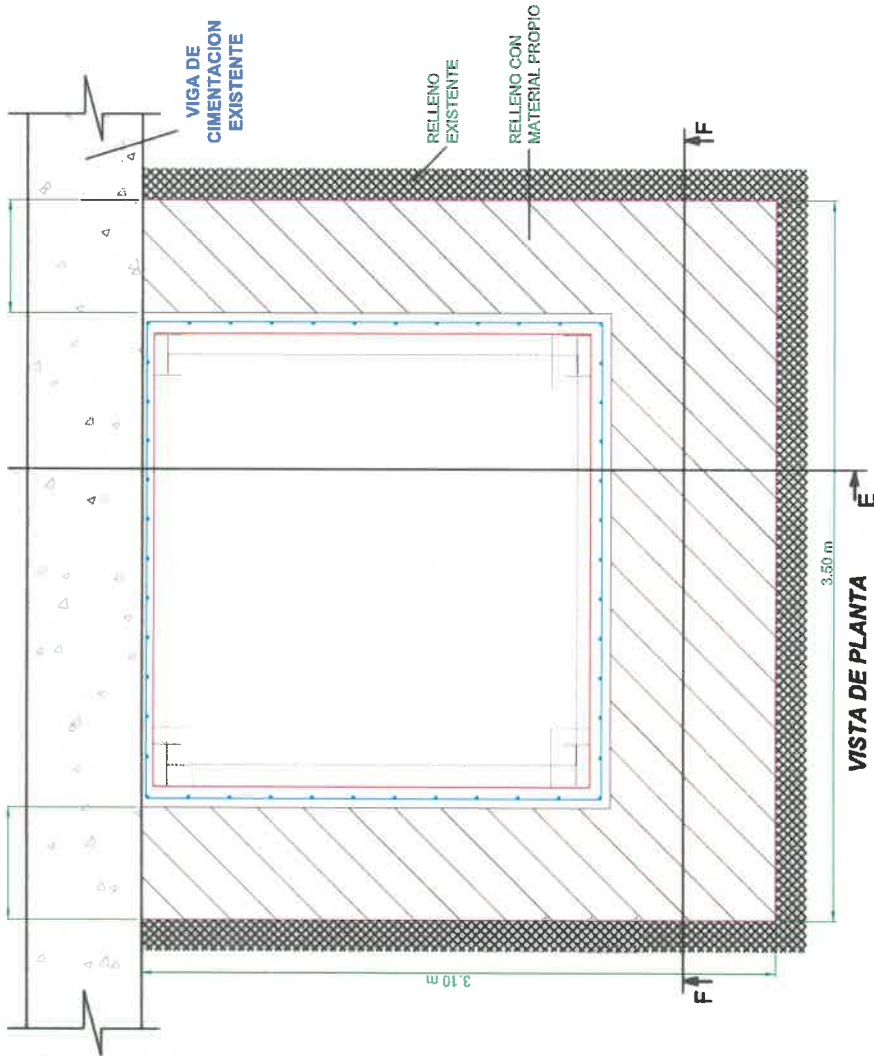 VIGA DE
CIMENTACION
EXISTENTE
RELLENO
EXISTENTE
RELLENO CON
MATERIAL PROPIO
F
F
E
3.50 m
3.10 m
VISTA DE PLANTA